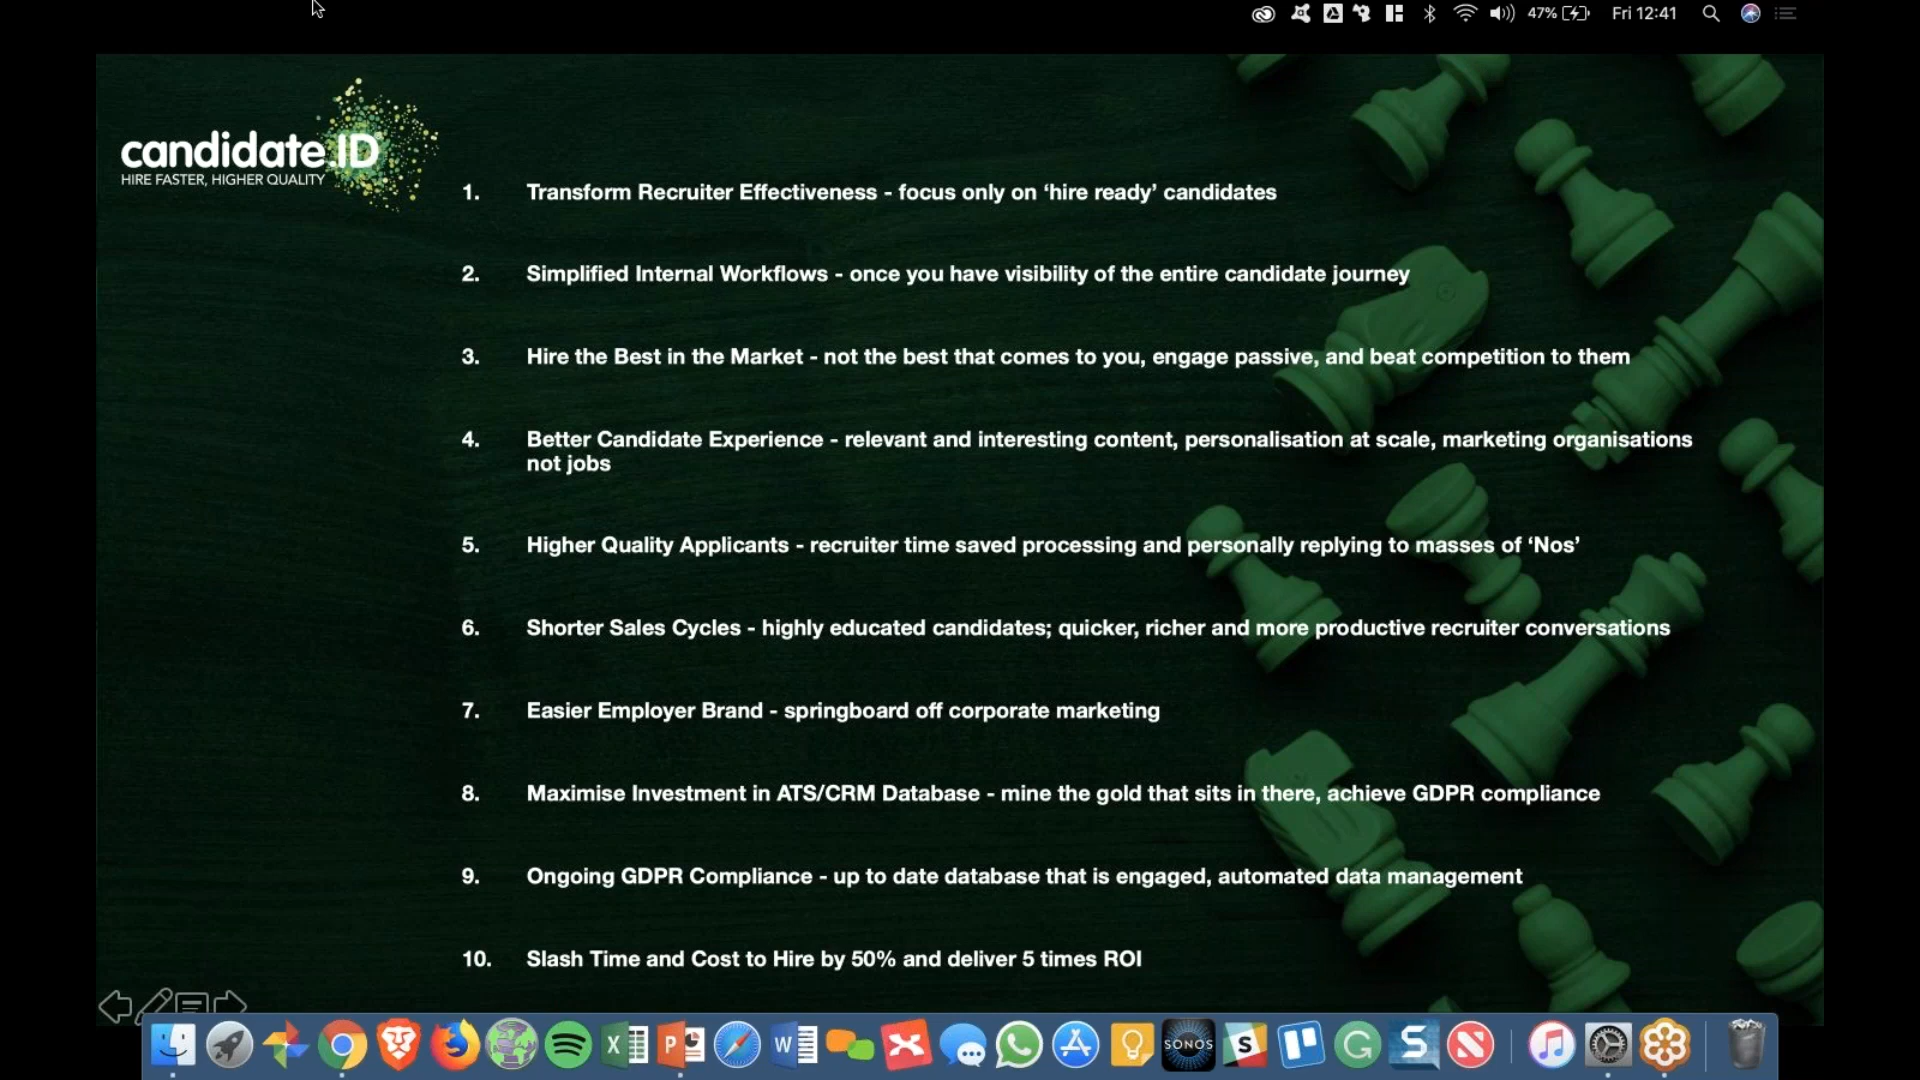 47%
Fri 12:41
candidate.ID
HIRE FASTER, HIGHER QUALITY
1. Transform Recruiter Effectiveness - focus only on ‘hire ready’ candidates
2. Simplified Internal Workflows - once you have visibility of the entire candidate journey
3. Hire the Best in the Market - not the best that comes to you, engage passive, and beat competition to them
4. Better Candidate Experience - relevant and interesting content, personalisation at scale, marketing organisations
not jobs
5. Higher Quality Applicants - recruiter time saved processing and personally replying to masses of ‘Nos’
6. Shorter Sales Cycles - highly educated candidates; quicker, richer and more productive recruiter conversations
7. Easier Employer Brand - springboard off corporate marketing
8. Maximise Investment in ATS/CRM Database - mine the gold that sits in there, achieve GDPR compliance
9. Ongoing GDPR Compliance - up to date database that is engaged, automated data management
10. Slash Time and Cost to Hire by 50% and deliver 5 times ROI
X P W SONOS S G S N